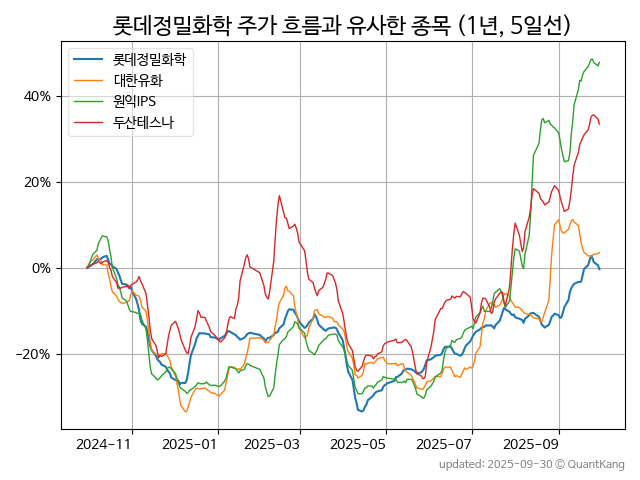 롯데정밀화학 주가 흐름과 유사한 종목 (1년, 5일선)
롯데정밀화학
대한유화
원익IPS
두산테스나
40%
20%
0%
−20%
2024-11 2025-01 2025-03 2025-05 2025-07 2025-09
updated: 2025-09-30 © QuantKang